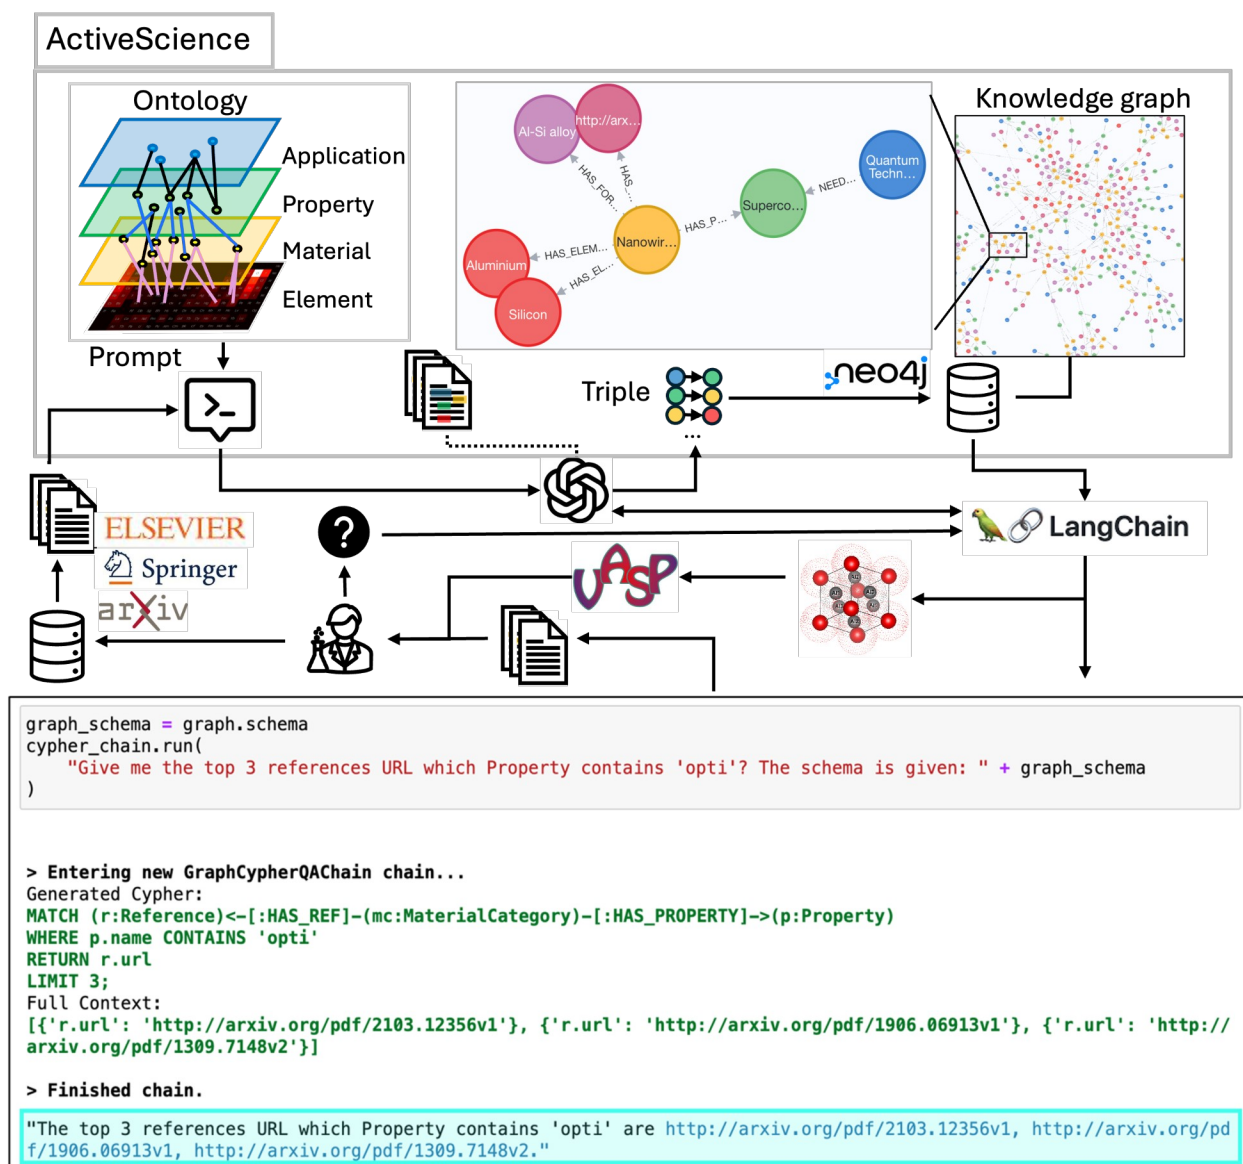 ActiveScience
Ontology
Application
Property
Material
Element
Al-Si alloy
http://arx...
Quantum
Techn...
Superco...
Nanowir...
Aluminium
Silicon
HAS_FOR...
HAS_...
NEED...
HAS_P...
HAS_ELEM...
HAS_EL...
Knowledge graph
Prompt
>_
Triple
...
neo4j
ELSEVIER
Springer
arXiv
?
VASP
LangChain
graph_schema = graph.schema
cypher_chain.run(
"Give me the top 3 references URL which Property contains 'opti'? The schema is given: " + graph_schema
)
> Entering new GraphCypherQAChain chain...
Generated Cypher:
MATCH (r:Reference)<-[:HAS_REF]-(mc:MaterialCategory)-[:HAS_PROPERTY]->(p:Property)
WHERE p.name CONTAINS 'opti'
RETURN r.url
LIMIT 3;
Full Context:
[{'r.url': 'http://arxiv.org/pdf/2103.12356v1'}, {'r.url': 'http://arxiv.org/pdf/1906.06913v1'}, {'r.url': 'http://
arxiv.org/pdf/1309.7148v2'}]
> Finished chain.
"The top 3 references URL which Property contains 'opti' are http://arxiv.org/pdf/2103.12356v1, http://arxiv.org/pd
f/1906.06913v1, http://arxiv.org/pdf/1309.7148v2."